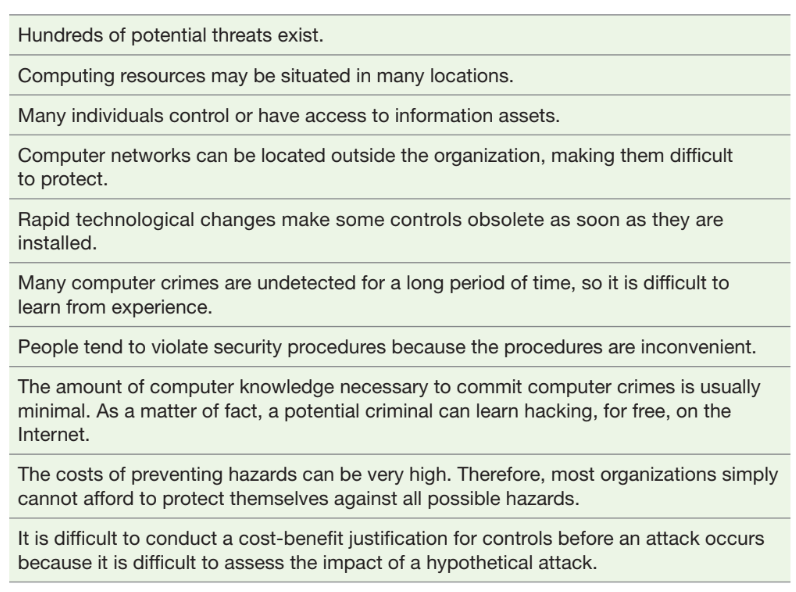 Hundreds of potential threats exist.
Computing resources may be situated in many locations.
Many individuals control or have access to information assets.
Computer networks can be located outside the organization, making them difficult
to protect.
Rapid technological changes make some controls obsolete as soon as they are
installed.
Many computer crimes are undetected for a long period of time, so it is difficult to
learn from experience.
People tend to violate security procedures because the procedures are inconvenient.
The amount of computer knowledge necessary to commit computer crimes is usually
minimal. As a matter of fact, a potential criminal can learn hacking, for free, on the
Internet.
The costs of preventing hazards can be very high. Therefore, most organizations simply
cannot afford to protect themselves against all possible hazards.
It is difficult to conduct a cost-benefit justification for controls before an attack occurs
because it is difficult to assess the impact of a hypothetical attack.